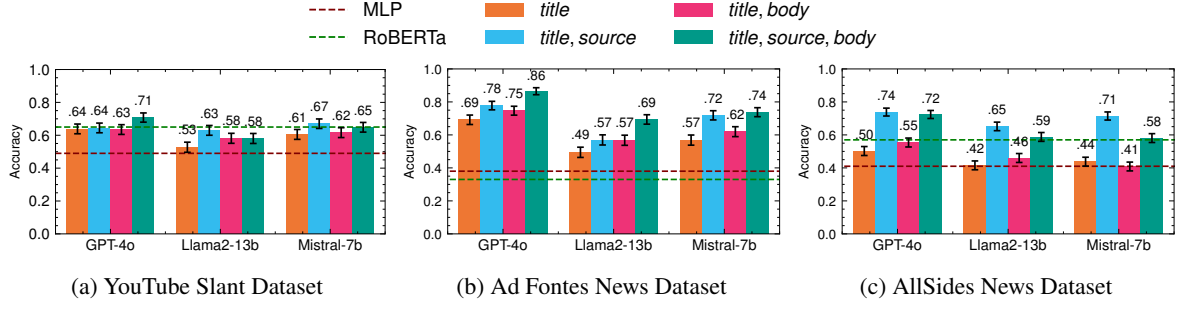 MLP title title, body
RoBERTa title, source title, source, body
1.0
0.8
0.6
0.4
0.2
0.0
Accuracy
.64 .64 .63 .71
.53 .63 .58 .58
.61 .67 .62 .65
GPT-4o Llama2-13b Mistral-7b
(a) YouTube Slant Dataset
1.0
0.8
0.6
0.4
0.2
0.0
Accuracy
.69 .78 .75 .86
.49 .57 .57 .69
.57 .72 .62 .74
GPT-4o Llama2-13b Mistral-7b
(b) Ad Fontes News Dataset
1.0
0.8
0.6
0.4
0.2
0.0
Accuracy
.50 .74 .55 .72
.42 .65 .46 .59
.44 .71 .41 .58
GPT-4o Llama2-13b Mistral-7b
(c) AllSides News Dataset